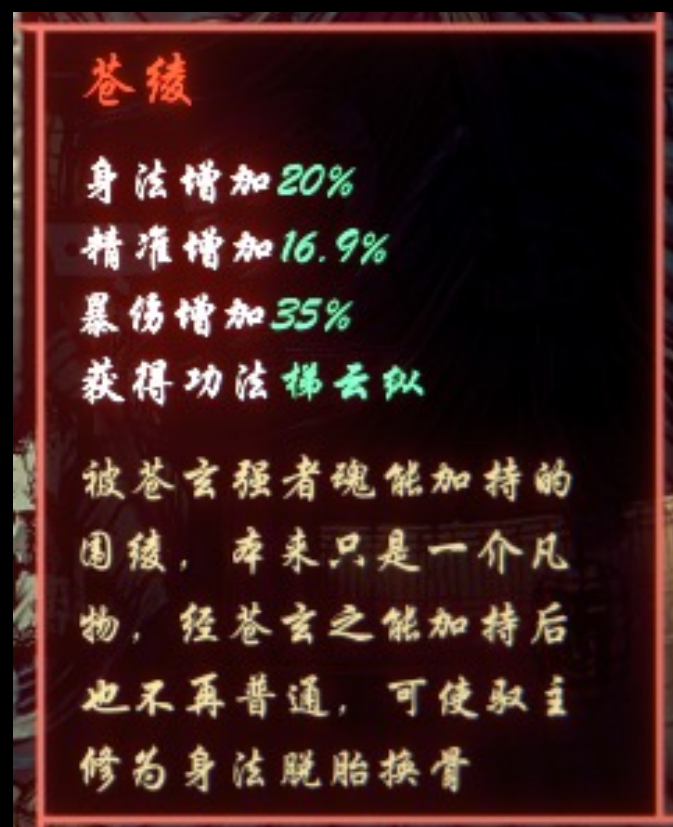 苍绫
身法增加20%
精准增加16.9%
暴伤增加35%
获得功法梯云纵
被苍玄强者魂能加持的
围绫，本来只是一介凡
物，经苍玄之能加持后
也不再普通，可使驭主
修为身法脱胎换骨